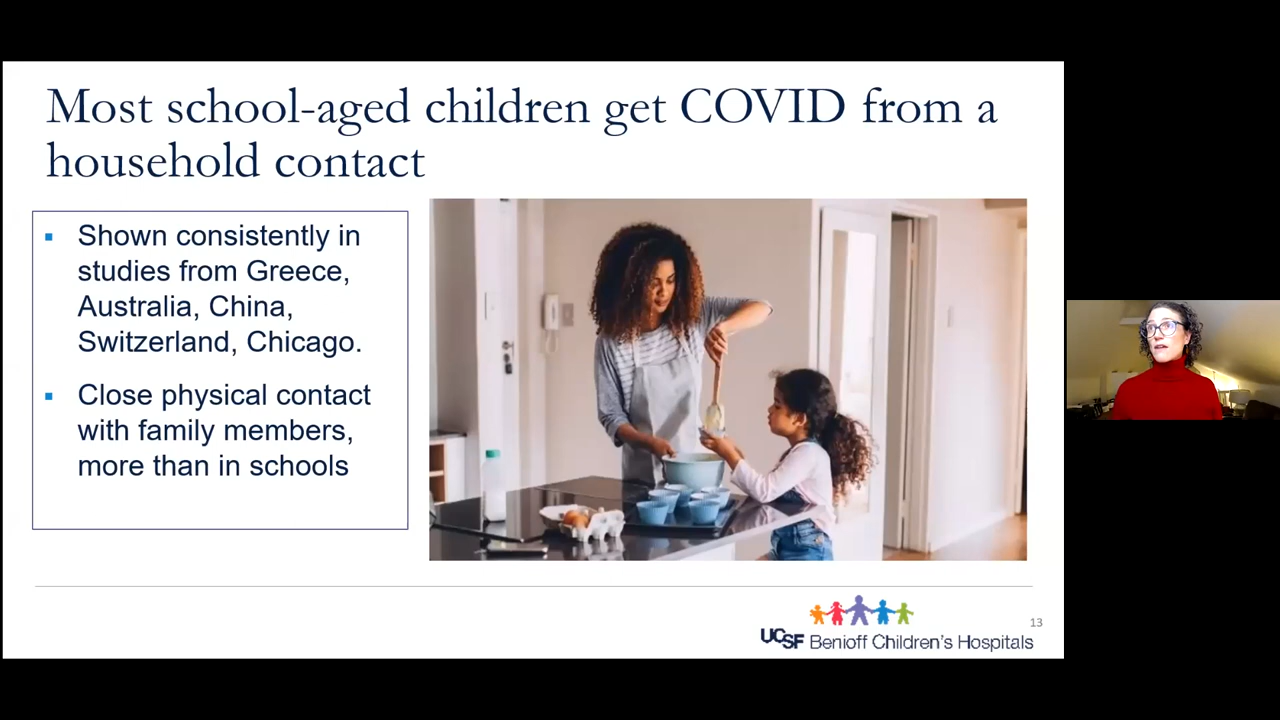 Most school-aged children get COVID from a
household contact
▪ Shown consistently in
studies from Greece,
Australia, China,
Switzerland, Chicago.
▪ Close physical contact
with family members,
more than in schools
13
UCSF Benioff Children's Hospitals